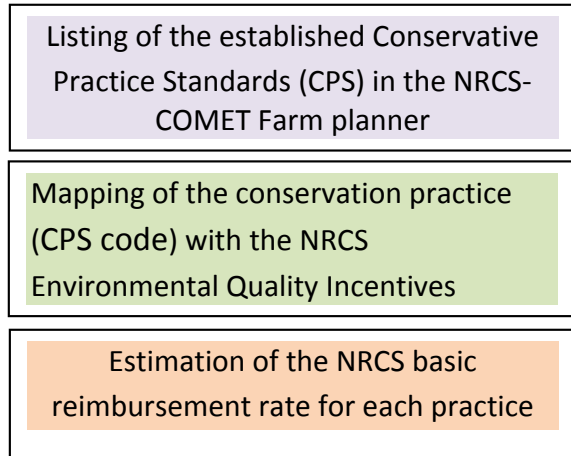 Listing of the established Conservative
Practice Standards (CPS) in the NRCS-
COMET Farm planner
Mapping of the conservation practice
(CPS code) with the NRCS
Environmental Quality Incentives
Estimation of the NRCS basic
reimbursement rate for each practice